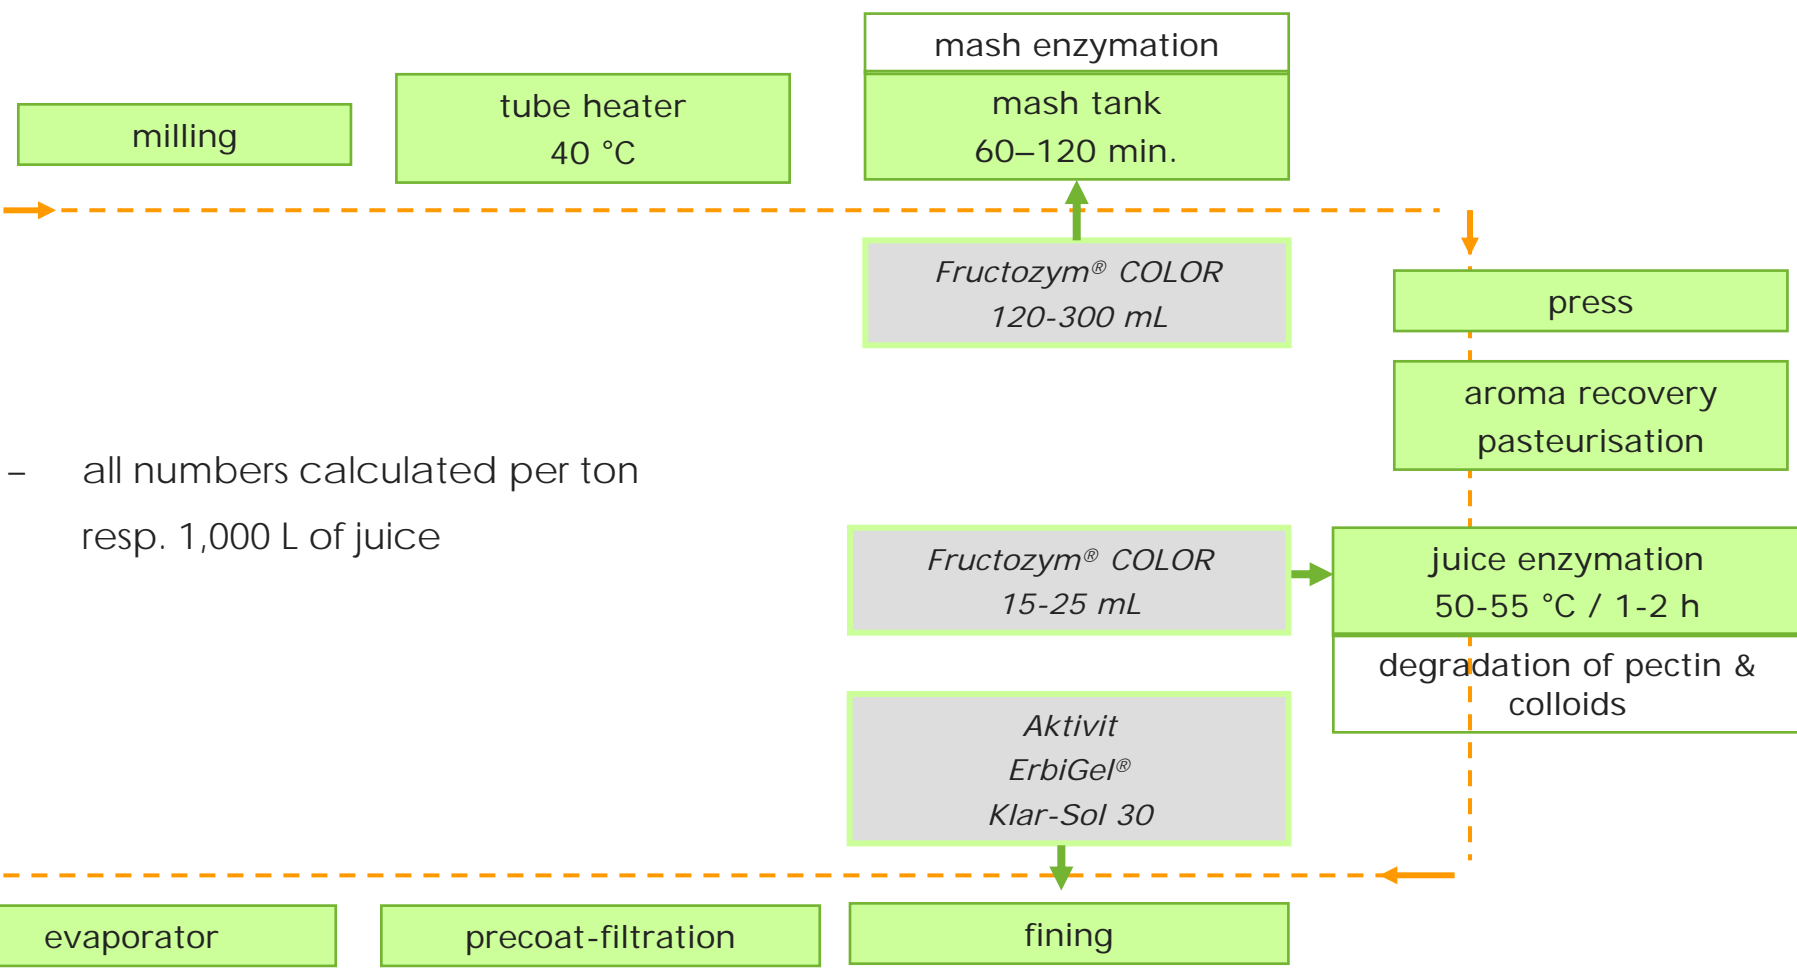 mash enzymation
milling
tube heater
40 °C
mash tank
60–120 min.
Fructozym® COLOR
120-300 mL
press
aroma recovery
pasteurisation
– all numbers calculated per ton
resp. 1,000 L of juice
Fructozym® COLOR
15-25 mL
juice enzymation
50-55 °C / 1-2 h
degradation of pectin &
colloids
Aktivit
ErbiGel®
Klar-Sol 30
evaporator
precoat-filtration
fining